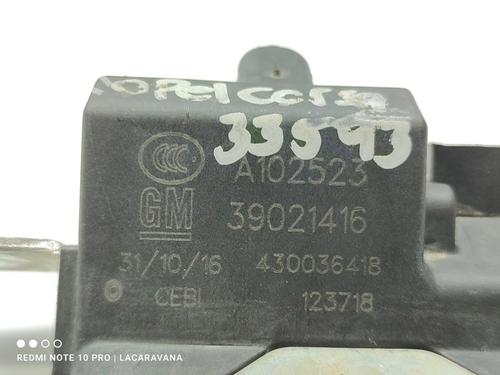 OPEL CORSA
33593
CCC
A102523
GM
39021416
31/10/16 430036418
CEBI 123718
REDMI NOTE 10 PRO | LACARAVANA